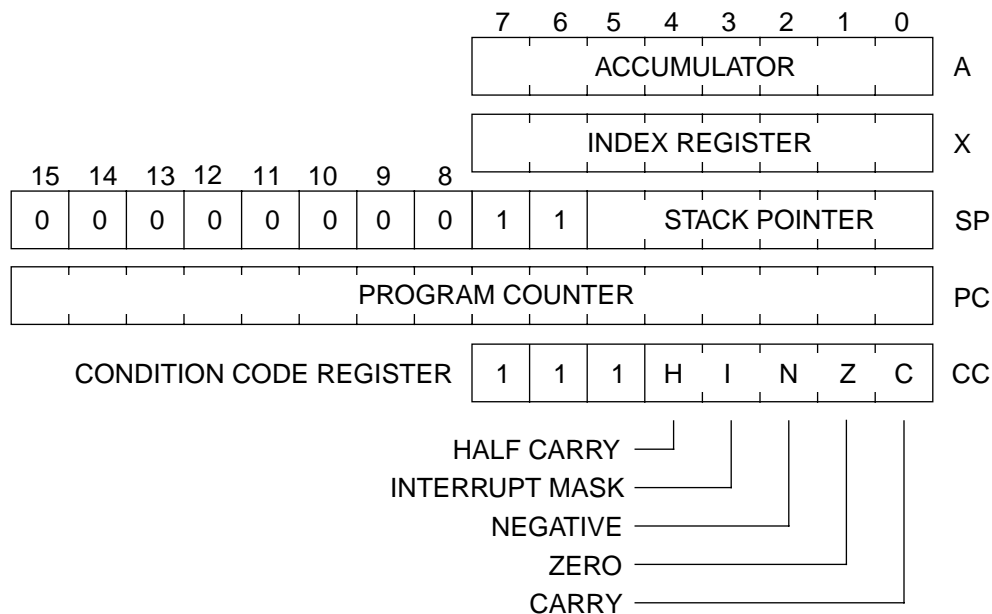 7 6 5 4 3 2 1 0
ACCUMULATOR A
INDEX REGISTER X
15 14 13 12 11 10 9 8
0 0 0 0 0 0 0 0 1 1 STACK POINTER SP
PROGRAM COUNTER PC
CONDITION CODE REGISTER 1 1 1 H I N Z C CC
HALF CARRY
INTERRUPT MASK
NEGATIVE
ZERO
CARRY